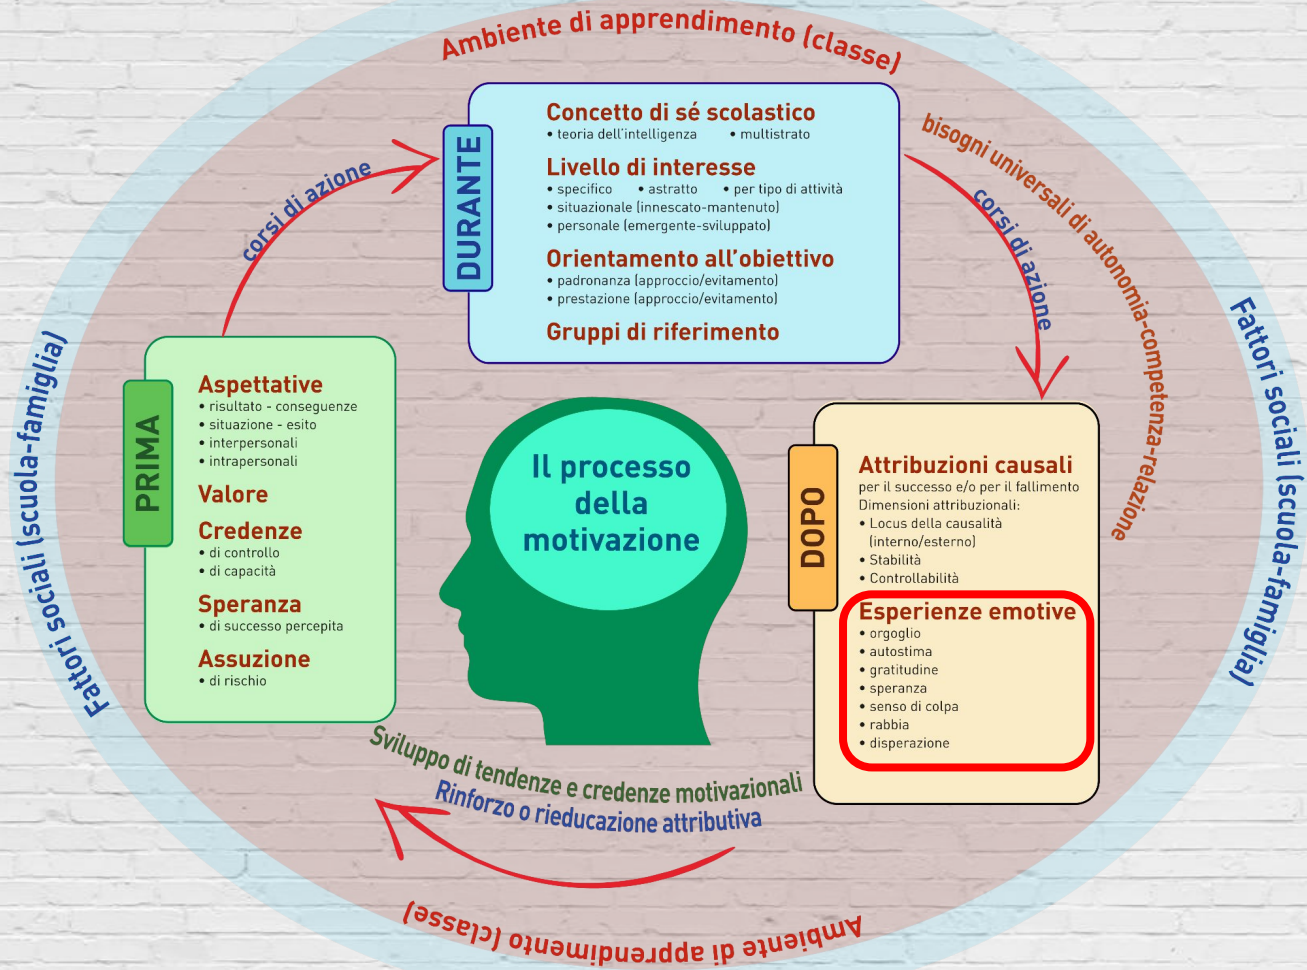 Ambiente di apprendimento (classe)
DURANTE
Concetto di sé scolastico
• teoria dell'intelligenza • multistrato
Livello di interesse
• specifico • astratto • per tipo di attività
• situazionale (innescato-mantenuto)
• personale (emergente-sviluppato)
Orientamento all'obiettivo
• padronanza (approccio/evitamento)
• prestazione (approccio/evitamento)
Gruppi di riferimento
corsi di azione
corsi di azione
bisogni universali di autonomia-competenza-relazione
Fattori sociali (scuola-famiglia)
Fattori sociali (scuola-famiglia)
PRIMA
Aspettative
• risultato - conseguenze
• situazione - esito
• interpersonali
• intrapersonali
Valore
Credenze
• di controllo
• di capacità
Speranza
• di successo percepita
Assuzione
• di rischio
Il processo
della
motivazione
DOPO
Attribuzioni causali
per il successo e/o per il fallimento
Dimensioni attribuzionali:
• Locus della causalità
(interno/esterno)
• Stabilità
• Controllabilità
Esperienze emotive
• orgoglio
• autostima
• gratitudine
• speranza
• senso di colpa
• rabbia
• disperazione
Sviluppo di tendenze e credenze motivazionali
Rinforzo o rieducazione attributiva
Ambiente di apprendimento (classe)